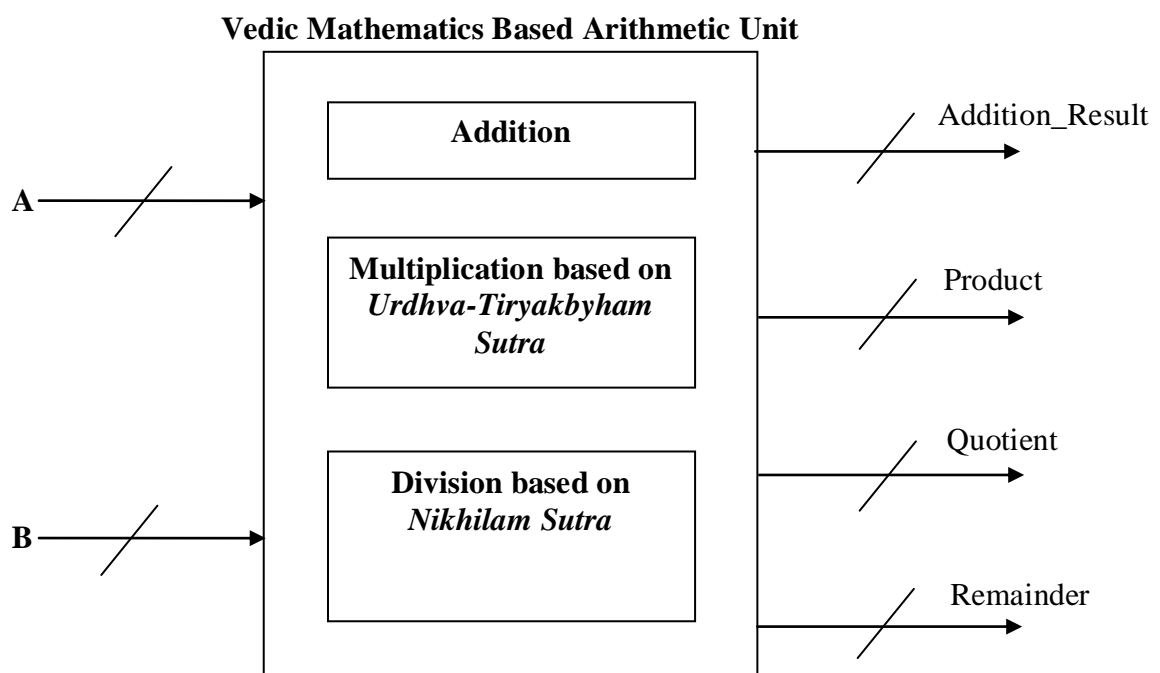 Vedic Mathematics Based Arithmetic Unit
Addition
Addition_Result
A
Multiplication based on
Urdhva-Tiryakbyham
Sutra
Product
Division based on
Nikhilam Sutra
Quotient
B
Remainder